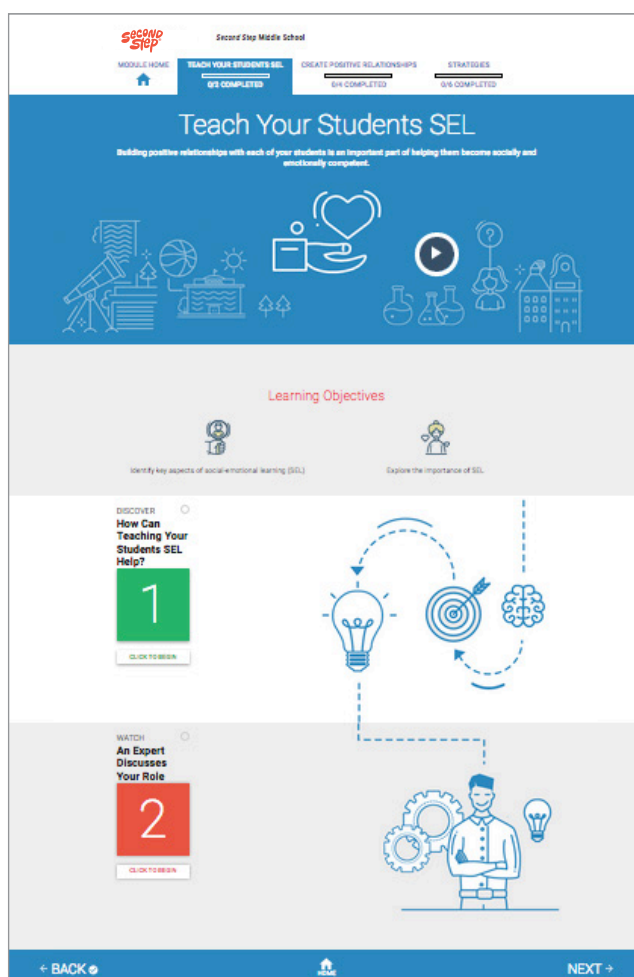 SECOND STEP
Second Step Middle School
MODULE HOME
TEACH YOUR STUDENTS SEL
0/2 COMPLETED
CREATE POSITIVE RELATIONSHIPS
0/4 COMPLETED
STRATEGIES
0/6 COMPLETED
Teach Your Students SEL
Building positive relationships with each of your students is an important part of helping them become socially and
emotionally competent.
?
Learning Objectives
Identify key aspects of social-emotional learning (SEL)
Explore the importance of SEL
DISCOVER
How Can
Teaching Your
Students SEL
Help?
1
CLICK TO BEGIN
WATCH
An Expert
Discusses
Your Role
2
CLICK TO BEGIN
← BACK
HOME
NEXT →